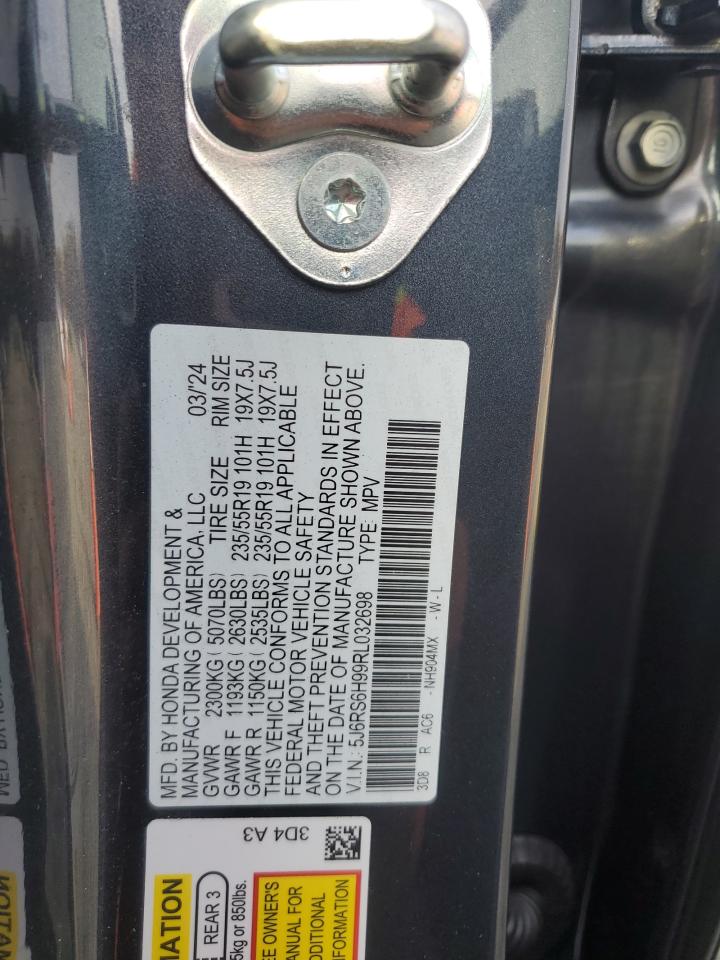 MFD. BY HONDA DEVELOPMENT &
MANUFACTURING OF AMERICA, LLC 03/'24
GVWR 2300KG ( 5070LBS) TIRE SIZE RIM SIZE
GAWR F 1193KG ( 2630LBS) 235/55R19 101H 19X7.5J
GAWR R 1150KG ( 2535LBS) 235/55R19 101H 19X7.5J
THIS VEHICLE CONFORMS TO ALL APPLICABLE
FEDERAL MOTOR VEHICLE SAFETY
AND THEFT PREVENTION STANDARDS IN EFFECT
ON THE DATE OF MANUFACTURE SHOWN ABOVE.
V.I.N.: 5J6RS6H99RL032698 TYPE: MPV
3D8 R AC6 - NH904MX - W - L
3D4 A3
MATION
REAR 3
5kg or 850lbs.
EE OWNER'S
ANUAL FOR
DDITIONAL
NFORMATION
10